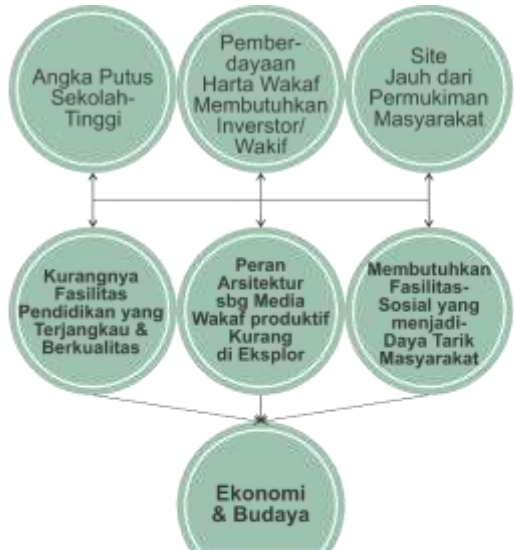 Angka Putus
Sekolah-
Tinggi
Pember-
dayaan
Harta Wakaf
Membutuhkan
Inverstor/
Wakif
Site
Jauh dari
Permukiman
Masyarakat
Kurangnya
Fasilitas
Pendidikan yang
Terjangkau &
Berkualitas
Peran
Arsitektur
sbg Media
Wakaf produktif
Kurang
di Eksplor
Membutuhkan
Fasilitas-
Sosial yang
menjadi-
Daya Tarik
Masyarakat
Ekonomi
& Budaya